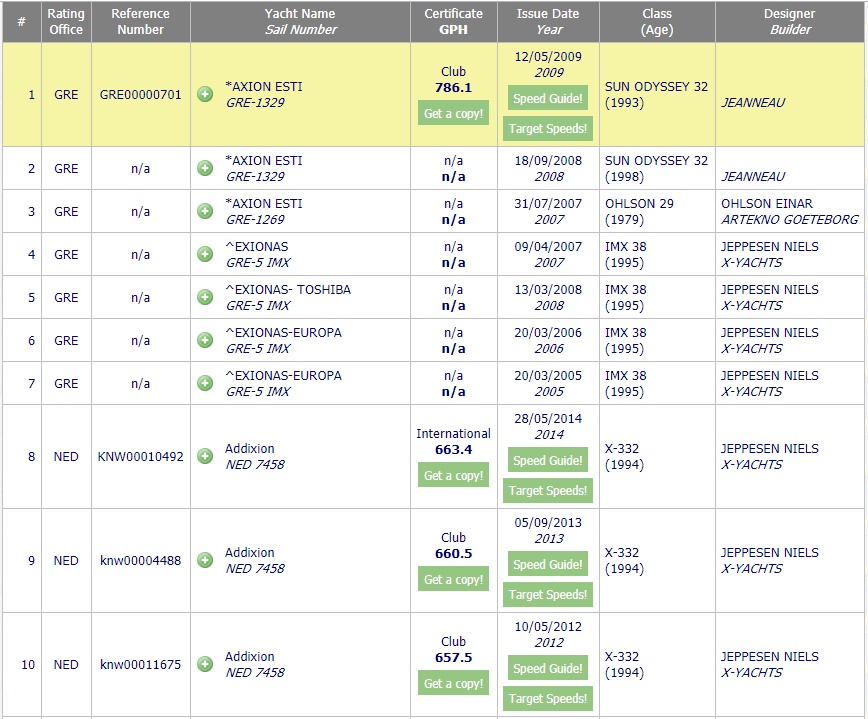 # Rating Office Reference Number Yacht Name Sail Number Certificate GPH Issue Date Year Class (Age) Designer Builder
1 GRE GRE00000701 *AXION ESTI GRE-1329 Club 786.1 Get a copy! 12/05/2009 2009 Speed Guide! Target Speeds! SUN ODYSSEY 32 (1993) JEANNEAU
2 GRE n/a *AXION ESTI GRE-1329 n/a n/a 18/09/2008 2008 SUN ODYSSEY 32 (1998) JEANNEAU
3 GRE n/a *AXION ESTI GRE-1269 n/a n/a 31/07/2007 2007 OHLSON 29 (1979) OHLSON EINAR ARTEKNO GOETEBORG
4 GRE n/a ^EXIONAS GRE-5 IMX n/a n/a 09/04/2007 2007 IMX 38 (1995) JEPPESEN NIELS X-YACHTS
5 GRE n/a ^EXIONAS- TOSHIBA GRE-5 IMX n/a n/a 13/03/2008 2008 IMX 38 (1995) JEPPESEN NIELS X-YACHTS
6 GRE n/a ^EXIONAS-EUROPA GRE-5 IMX n/a n/a 20/03/2006 2006 IMX 38 (1995) JEPPESEN NIELS X-YACHTS
7 GRE n/a ^EXIONAS-EUROPA GRE-5 IMX n/a n/a 20/03/2005 2005 IMX 38 (1995) JEPPESEN NIELS X-YACHTS
8 NED KNW00010492 Addixion NED 7458 International 663.4 Get a copy! 28/05/2014 2014 Speed Guide! Target Speeds! X-332 (1994) JEPPESEN NIELS X-YACHTS
9 NED knw00004488 Addixion NED 7458 Club 660.5 Get a copy! 05/09/2013 2013 Speed Guide! Target Speeds! X-332 (1994) JEPPESEN NIELS X-YACHTS
10 NED knw00011675 Addixion NED 7458 Club 657.5 Get a copy! 10/05/2012 2012 Speed Guide! Target Speeds! X-332 (1994) JEPPESEN NIELS X-YACHTS